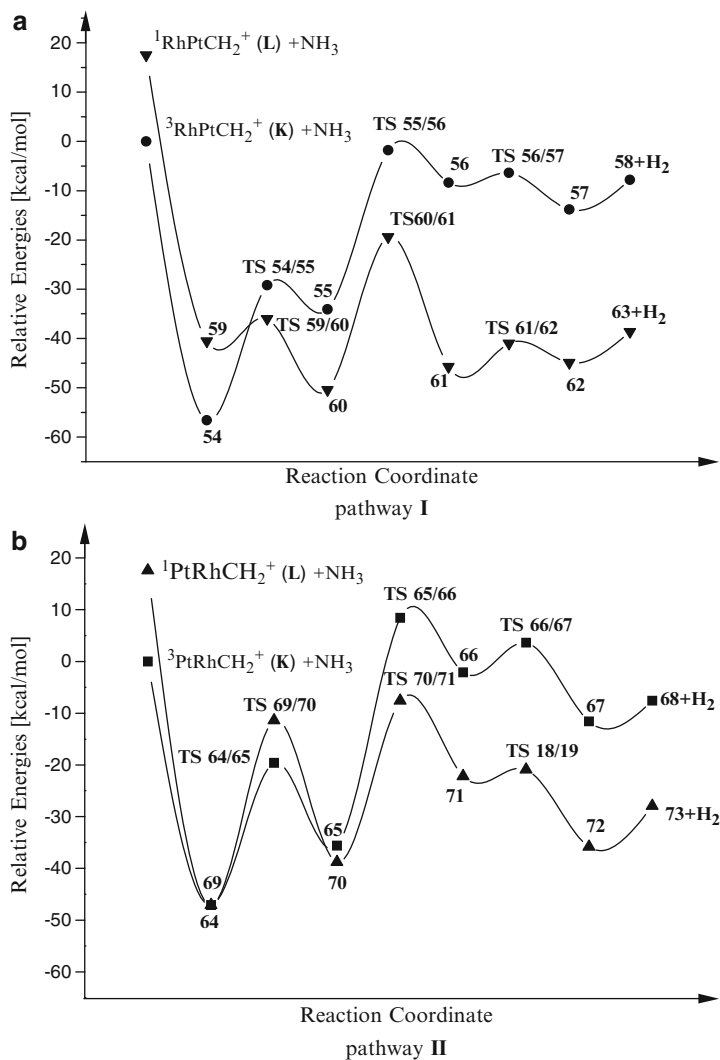 a
20
10
0
-10
-20
-30
-40
-50
-60
Relative Energies [kcal/mol]
¹RhPtCH₂⁺ (L) +NH₃
³RhPtCH₂⁺ (K) + NH₃
TS 55/56
56
TS 56/57
57
58+H₂
TS60/61
TS 54/55
55
59
TS 59/60
60
54
61
TS 61/62
62
63+H₂
Reaction Coordinate
pathway I
b
20
10
0
-10
-20
-30
-40
-50
-60
Relative Energies [kcal/mol]
¹PtRhCH₂⁺ (L) +NH₃
³PtRhCH₂⁺ (K) + NH₃
TS 65/66
66
TS 66/67
67
68+H₂
TS 70/71
TS 69/70
TS 64/65
71
TS 18/19
72
73+H₂
65
70
69
64
Reaction Coordinate
pathway II